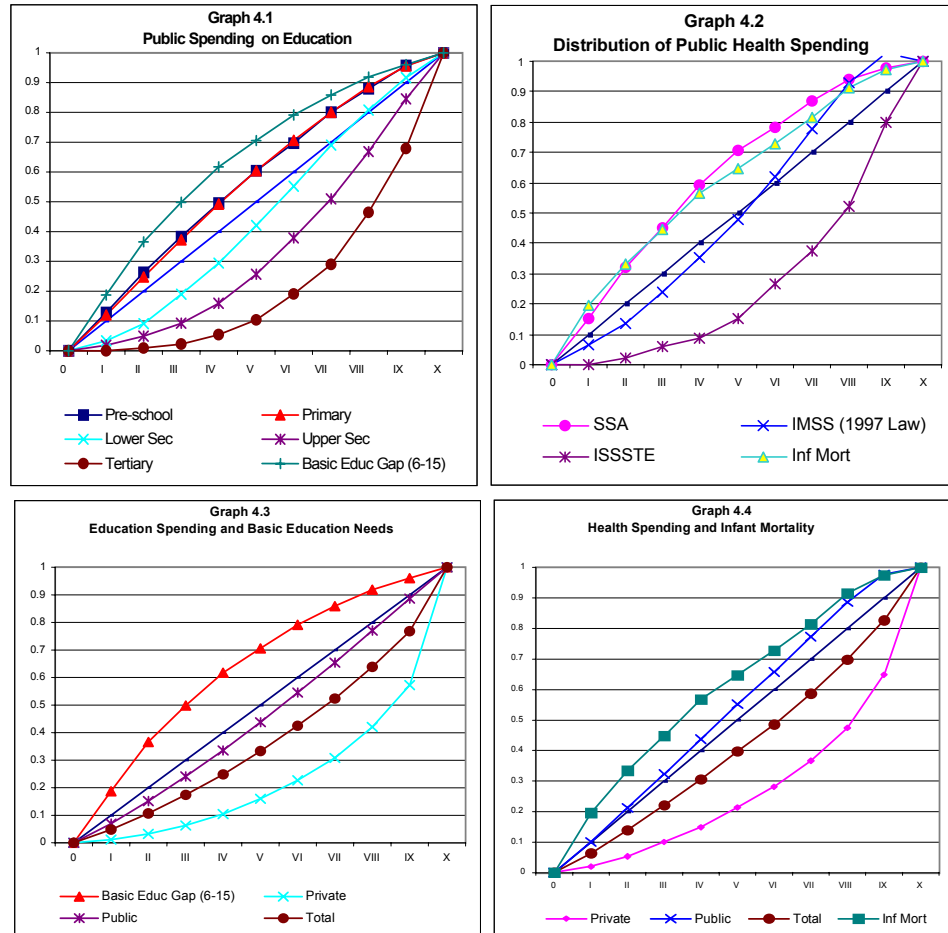 Graph 4.1
Public Spending on Education
1
0.9
0.8
0.7
0.6
0.5
0.4
0.3
0.2
0.1
0
0 I II III IV V VI VII VIII IX X
Pre-school Primary
Lower Sec Upper Sec
Tertiary Basic Educ Gap (6-15)
Graph 4.2
Distribution of Public Health Spending
1
0.9
0.8
0.7
0.6
0.5
0.4
0.3
0.2
0.1
0
0 I II III IV V VI VII VIII IX X
SSA IMSS (1997 Law)
ISSSTE Inf Mort
Graph 4.3
Education Spending and Basic Education Needs
1
0.9
0.8
0.7
0.6
0.5
0.4
0.3
0.2
0.1
0
0 I II III IV V VI VII VIII IX X
Basic Educ Gap (6-15) Private
Public Total
Graph 4.4
Health Spending and Infant Mortality
1
0.9
0.8
0.7
0.6
0.5
0.4
0.3
0.2
0.1
0
0 I II III IV V VI VII VIII IX X
Private Public Total Inf Mort